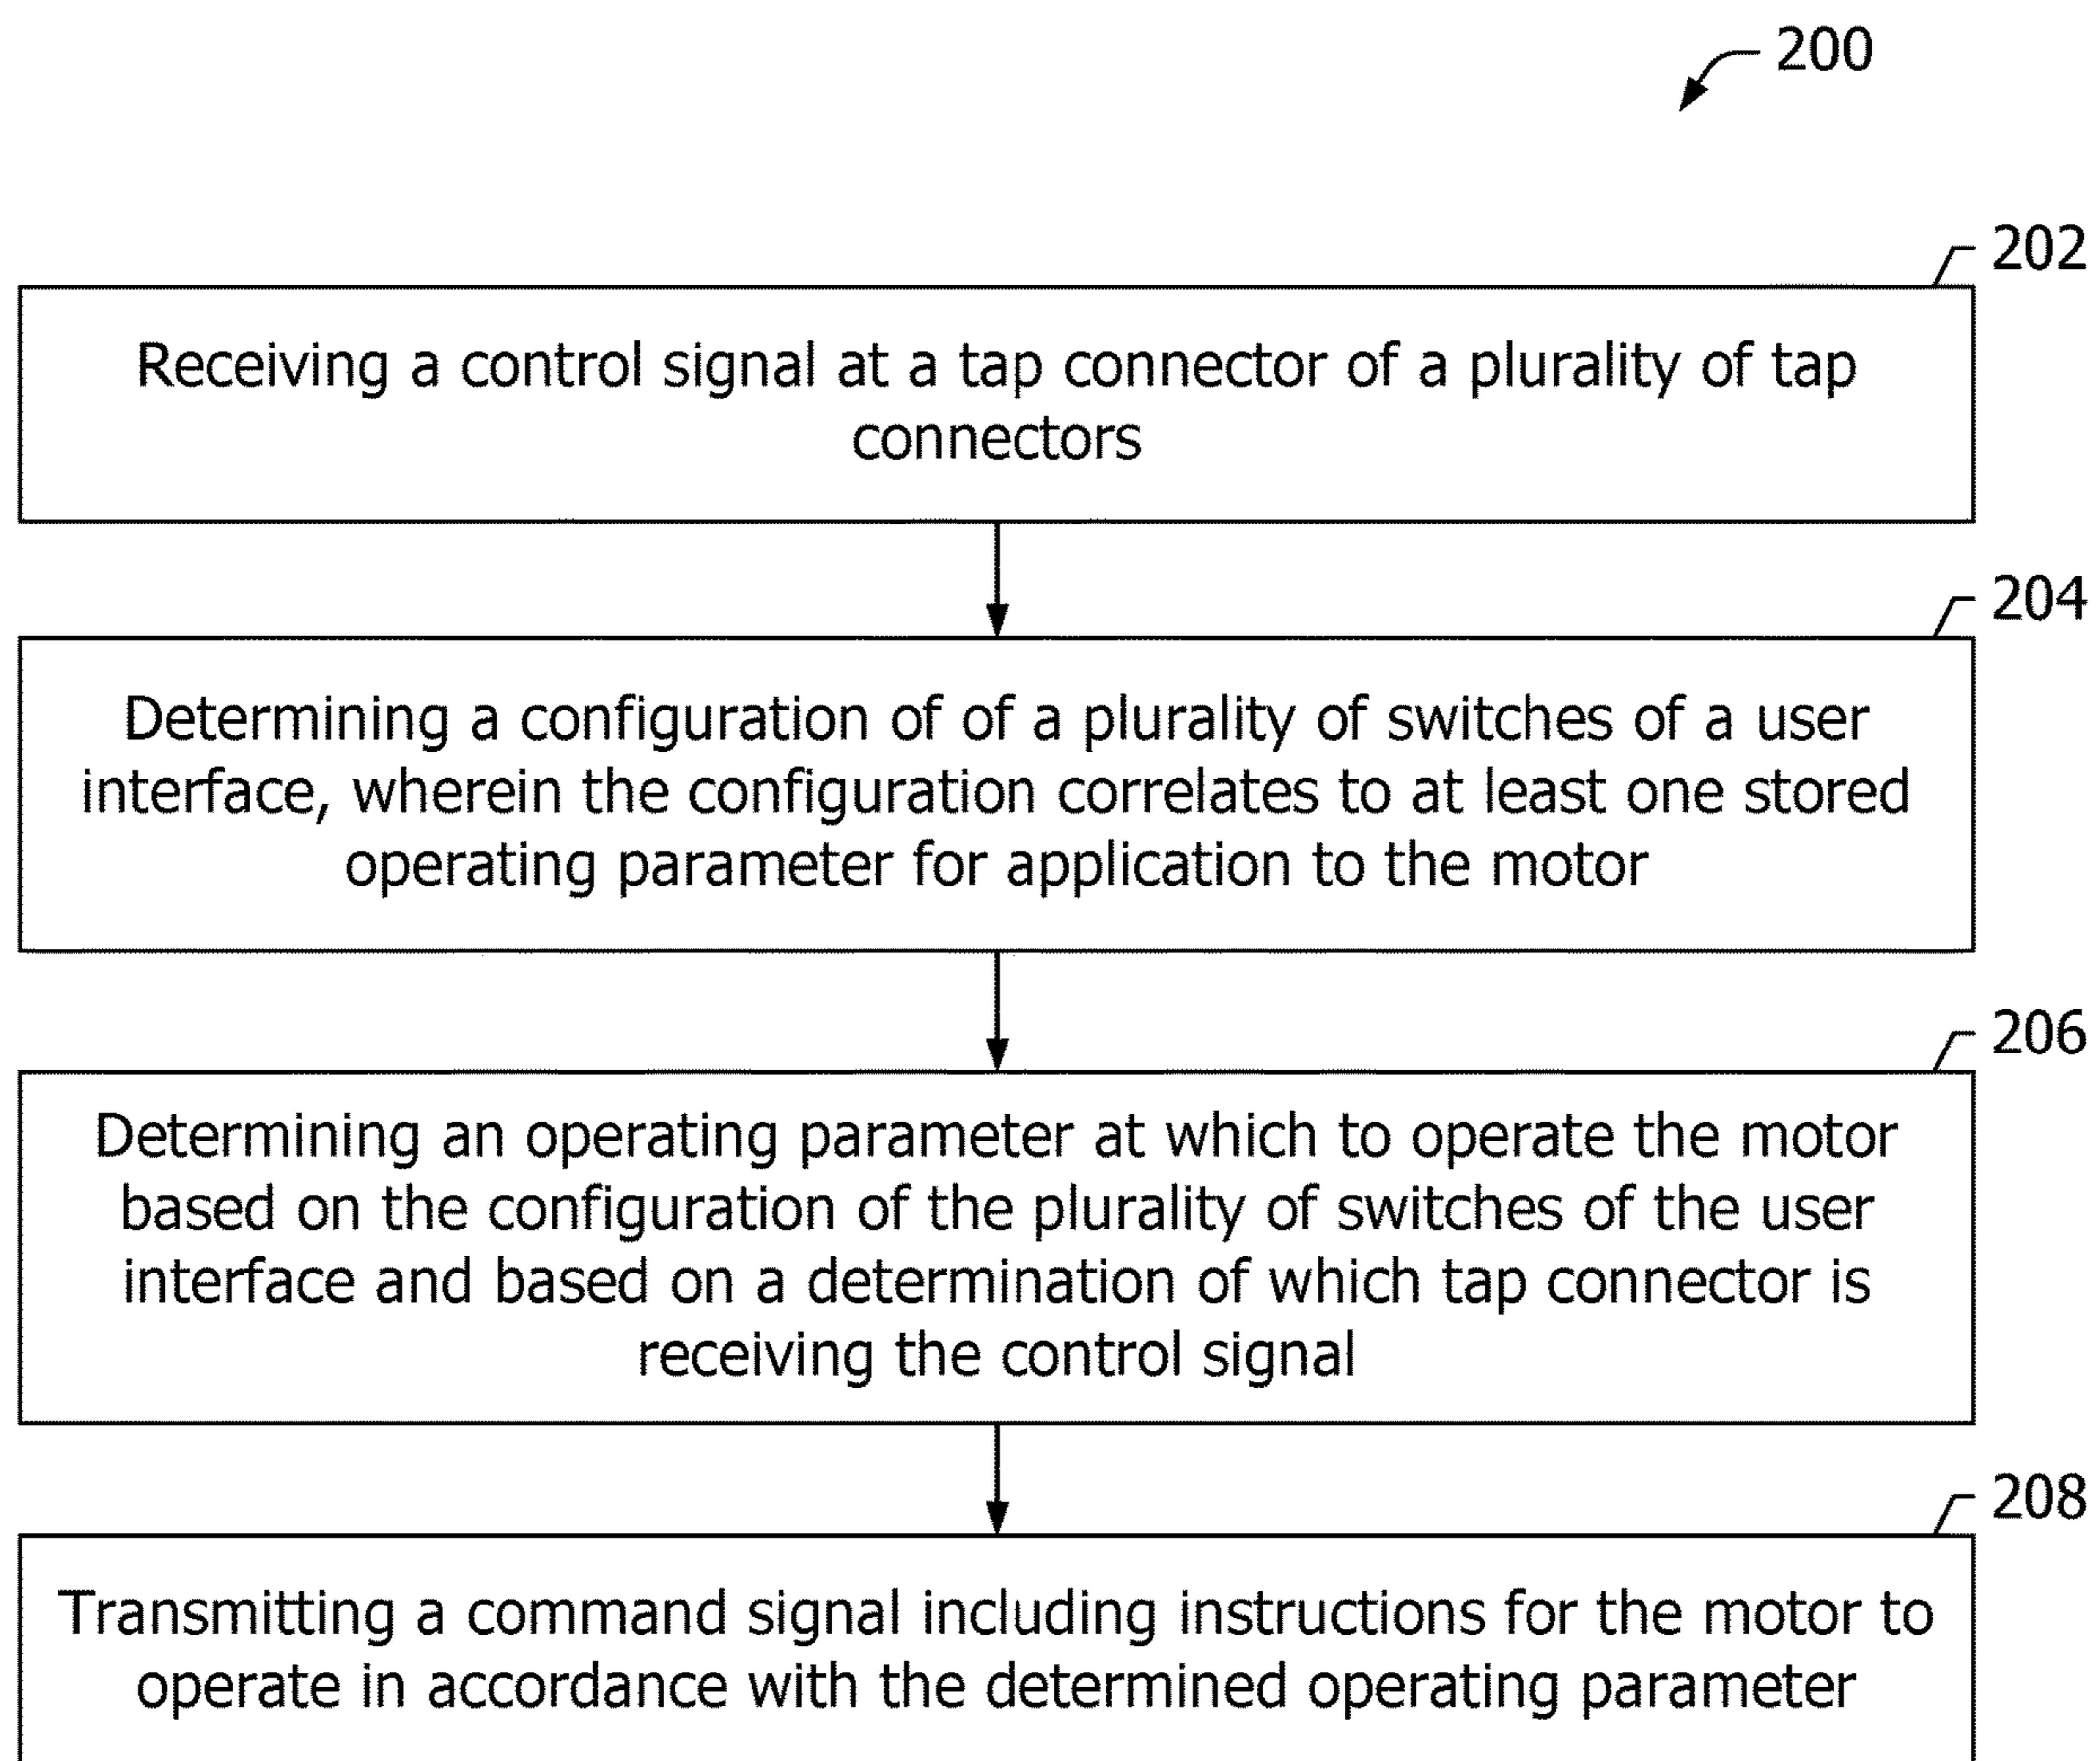 200
202
Receiving a control signal at a tap connector of a plurality of tap
connectors
204
Determining a configuration of of a plurality of switches of a user
interface, wherein the configuration correlates to at least one stored
operating parameter for application to the motor
206
Determining an operating parameter at which to operate the motor
based on the configuration of the plurality of switches of the user
interface and based on a determination of which tap connector is
receiving the control signal
208
Transmitting a command signal including instructions for the motor to
operate in accordance with the determined operating parameter